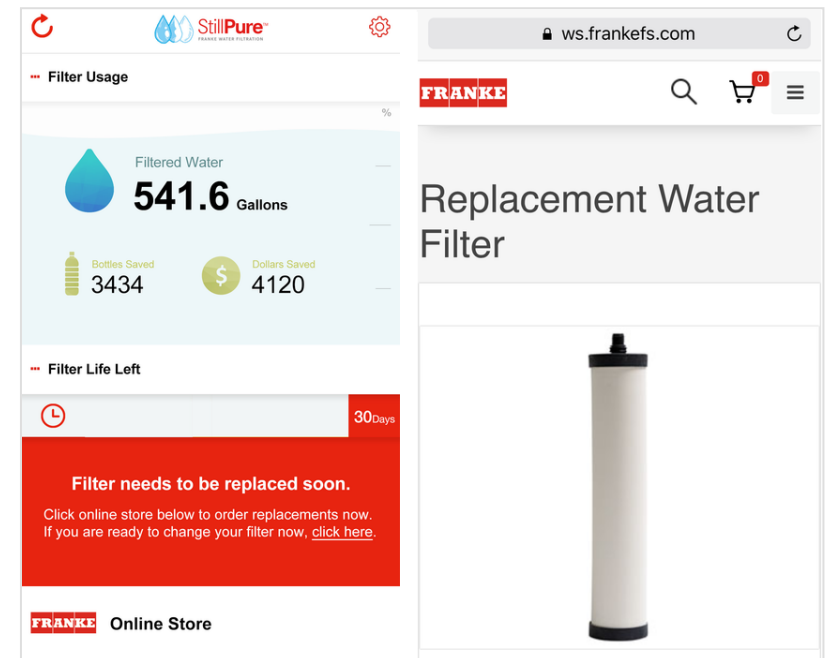 StillPure™
FRANKE WATER FILTRATION
Filter Usage
%
Filtered Water
541.6 Gallons
Bottles Saved
3434
Dollars Saved
4120
$
Filter Life Left
30Days
Filter needs to be replaced soon.
Click online store below to order replacements now.
If you are ready to change your filter now, click here.
FRANKE Online Store
ws.frankefs.com
FRANKE
0
Replacement Water
Filter